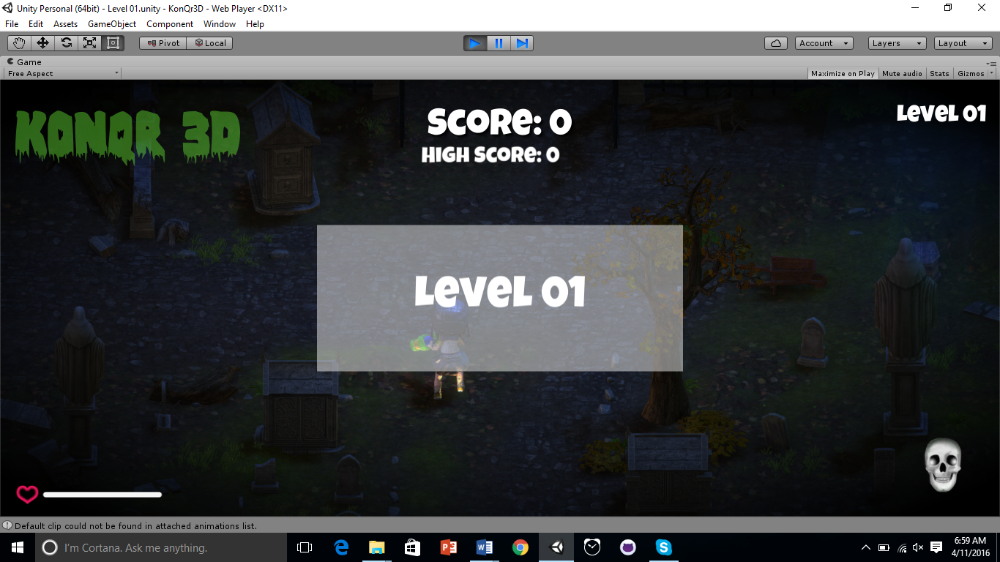 Unity Personal (64bit) - Level 01.unity - KonQr3D - Web Player <DX11>
File Edit Assets GameObject Component Window Help
Pivot Local Account Layers Layout
Game
Free Aspect Maximize on Play Mute audio Stats Gizmos
KONQR 3D
SCORE: 0
HIGH SCORE: 0
LEVEL 01
LEVEL 01
Default clip could not be found in attached animations list.
I'm Cortana. Ask me anything.
6:59 AM
4/11/2016